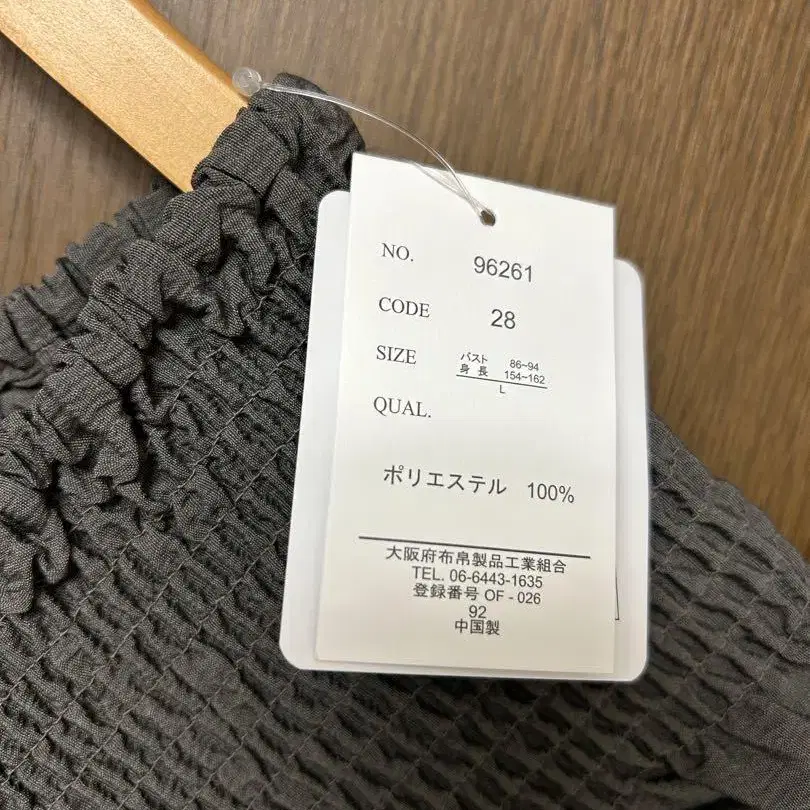 NO. 96261
CODE 28
SIZE バスト 86~94
身長 154~162
L
QUAL.
ポリエステル 100%
大阪府布帛製品工業組合
TEL. 06-6443-1635
登録番号 OF - 026
92
中国製